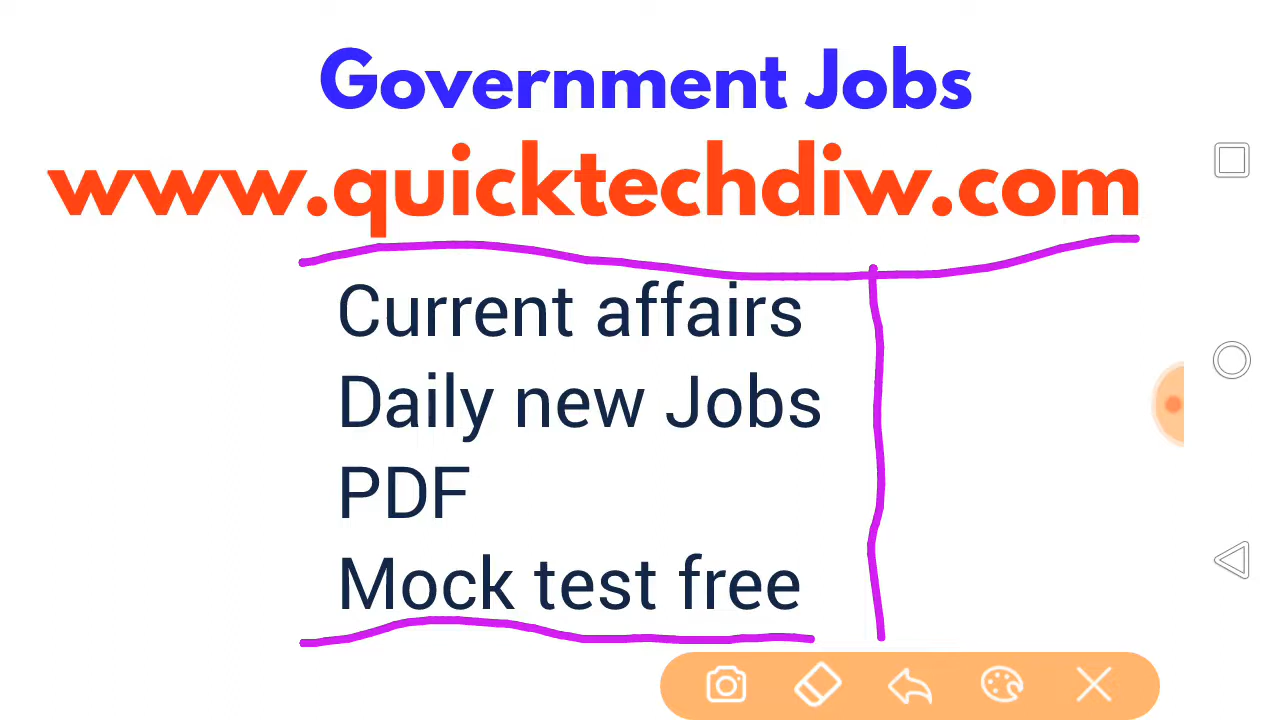 Government Jobs
www.quicktechdiw.com
Current affairs
Daily new Jobs
PDF
Mock test free